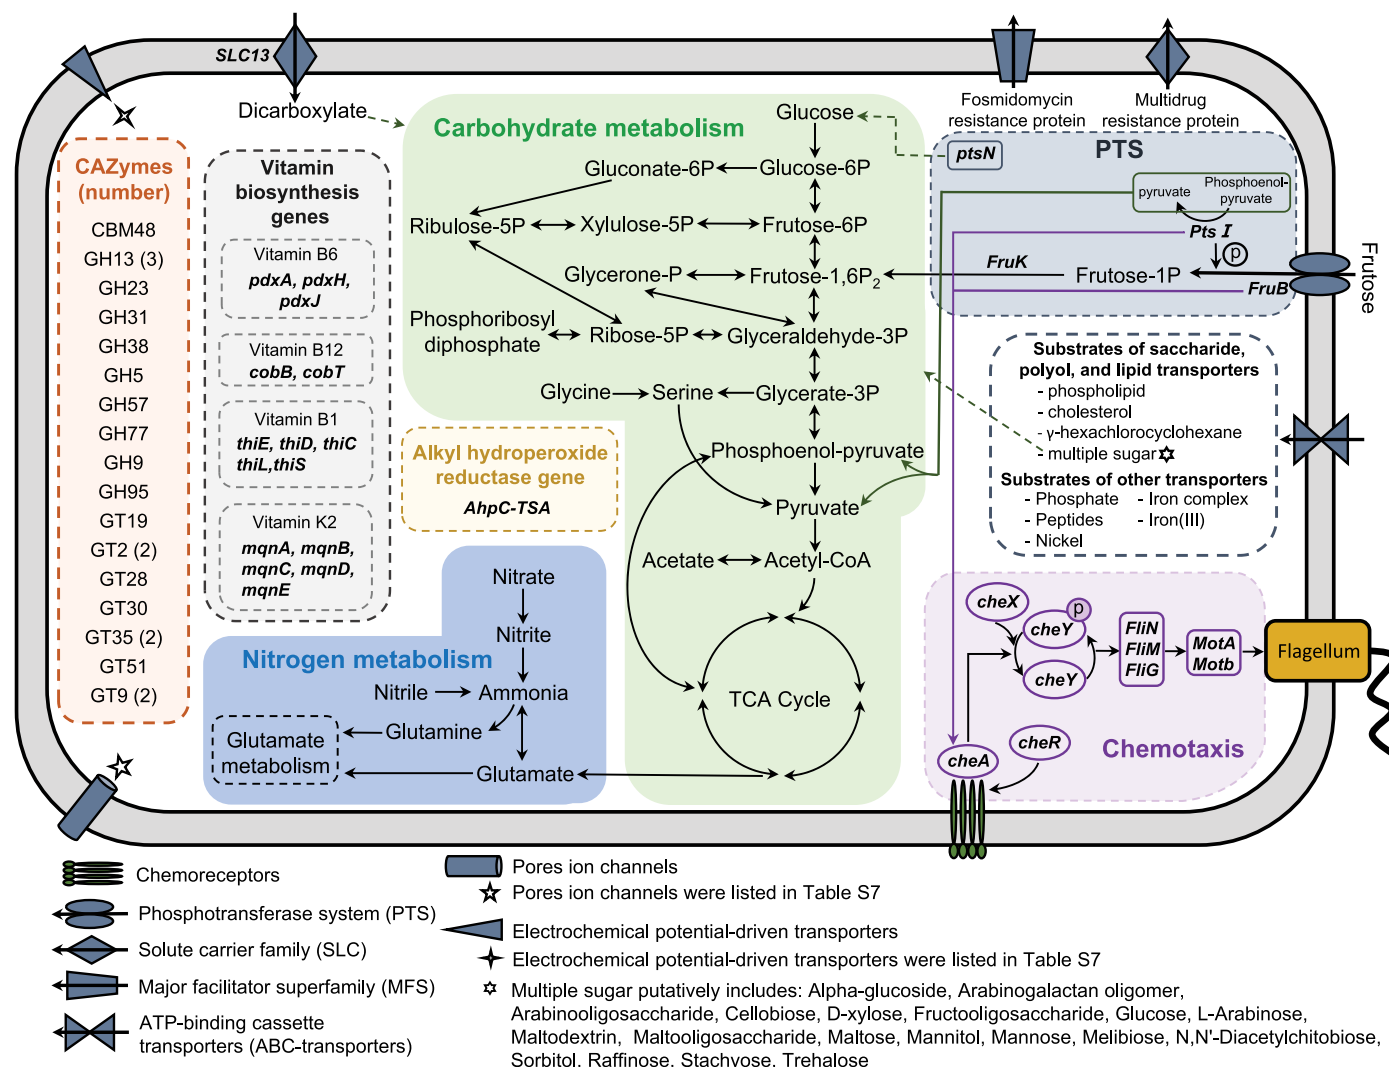 SLC13
Dicarboxylate
Fosmidomycin
resistance protein
Multidrug
resistance protein
CAZymes
(number)
CBM48
GH13 (3)
GH23
GH31
GH38
GH5
GH57
GH77
GH9
GH95
GT19
GT2 (2)
GT28
GT30
GT35 (2)
GT51
GT9 (2)
Vitamin
biosynthesis
genes
Vitamin B6
pdxA, pdxH,
pdxJ
Vitamin B12
cobB, cobT
Vitamin B1
thiE, thiD, thiC
thiL,thiS
Vitamin K2
mqnA, mqnB,
mqnC, mqnD,
mqnE
Carbohydrate metabolism
Glucose
Gluconate-6P
Glucose-6P
Ribulose-5P
Xylulose-5P
Frutose-6P
Glycerone-P
Frutose-1,6P2
Phosphoribosyl
diphosphate
Ribose-5P
Glyceraldehyde-3P
Glycine
Serine
Glycerate-3P
Phosphoenol-pyruvate
Pyruvate
Acetate
Acetyl-CoA
TCA Cycle
Alkyl hydroperoxide
reductase gene
AhpC-TSA
Nitrogen metabolism
Nitrate
Nitrite
Nitrile
Ammonia
Glutamine
Glutamate
metabolism
Glutamate
PTS
ptsN
pyruvate
Phosphoenol-
pyruvate
Pts I
p
FruK
Frutose-1P
FruB
Frutose
Substrates of saccharide,
polyol, and lipid transporters
- phospholipid
- cholesterol
- γ-hexachlorocyclohexane
- multiple sugar
Substrates of other transporters
- Phosphate
- Iron complex
- Peptides
- Iron(III)
- Nickel
Chemotaxis
cheX
cheY
p
cheY
FliN
FliM
FliG
MotA
Motb
Flagellum
cheA
cheR
Chemoreceptors
Phosphotransferase system (PTS)
Solute carrier family (SLC)
Major facilitator superfamily (MFS)
ATP-binding cassette
transporters (ABC-transporters)
Pores ion channels
Pores ion channels were listed in Table S7
Electrochemical potential-driven transporters
Electrochemical potential-driven transporters were listed in Table S7
Multiple sugar putatively includes: Alpha-glucoside, Arabinogalactan oligomer,
Arabinooligosaccharide, Cellobiose, D-xylose, Fructooligosaccharide, Glucose, L-Arabinose,
Maltodextrin, Maltooligosaccharide, Maltose, Mannitol, Mannose, Melibiose, N,N'-Diacetylchitobiose,
Sorbitol, Raffinose, Stachyose, Trehalose